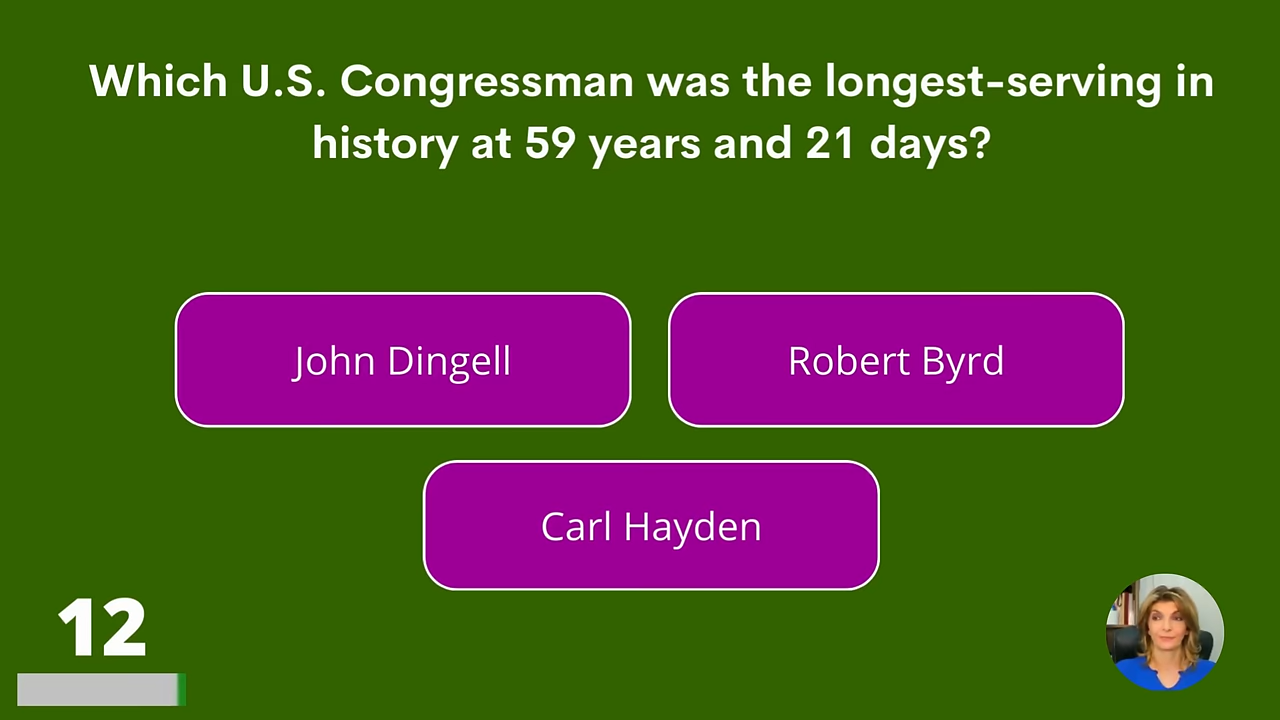 Which U.S. Congressman was the longest-serving in
history at 59 years and 21 days?
John Dingell
Robert Byrd
Carl Hayden
12